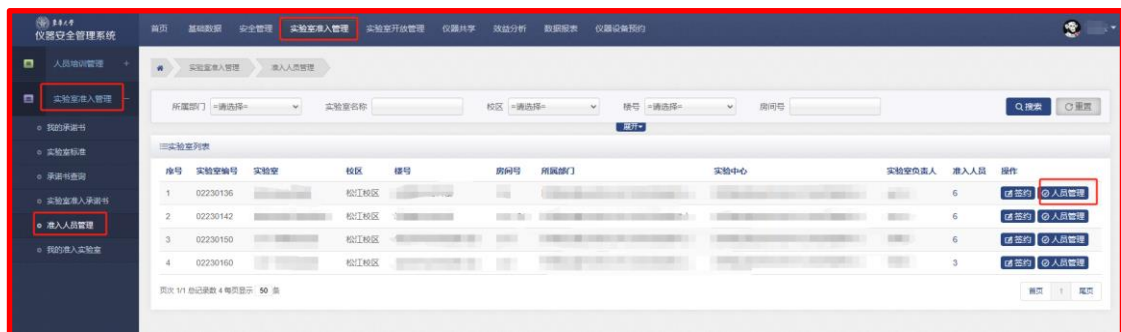 仪器安全管理系统
首页 基础数据 安全管理 实验室准入管理 实验室开放管理 仪器共享 效益分析 数据报表 仪器设备预约
人员培训管理 +
实验室准入管理 -
我的承诺书
实验室标准
承诺书查阅
实验室准入承诺书
准入人员管理
我的准入实验室
实验室准入管理 准入人员管理
所属部门 =请选择= 实验室名称 校区 =请选择= 楼号 =请选择= 房间号 搜索 重置
展开
实验室列表
序号 实验室编号 实验室 校区 楼号 房间号 所属部门 实验中心 实验室负责人 准入人员 操作
1 02230136 松江校区 6 签约 人员管理
2 02230142 松江校区 6 签约 人员管理
3 02230150 松江校区 6 签约 人员管理
4 02230160 松江校区 3 签约 人员管理
页次 1/1 总记录数 4 每页显示 50 条 首页 1 尾页